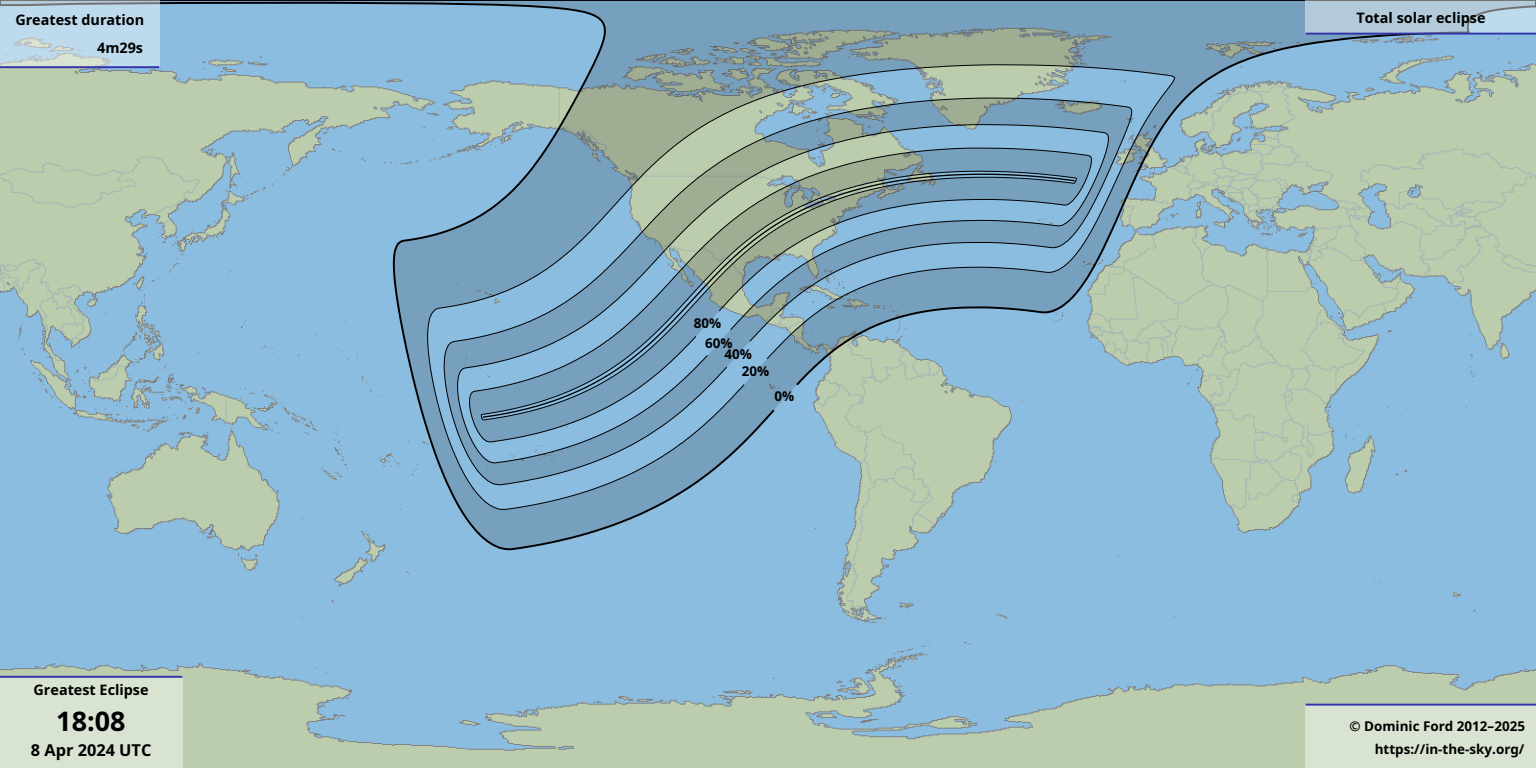 Greatest duration
4m29s
Total solar eclipse
80%
60%
40%
20%
0%
Greatest Eclipse
18:08
8 Apr 2024 UTC
© Dominic Ford 2012–2025
https://in-the-sky.org/